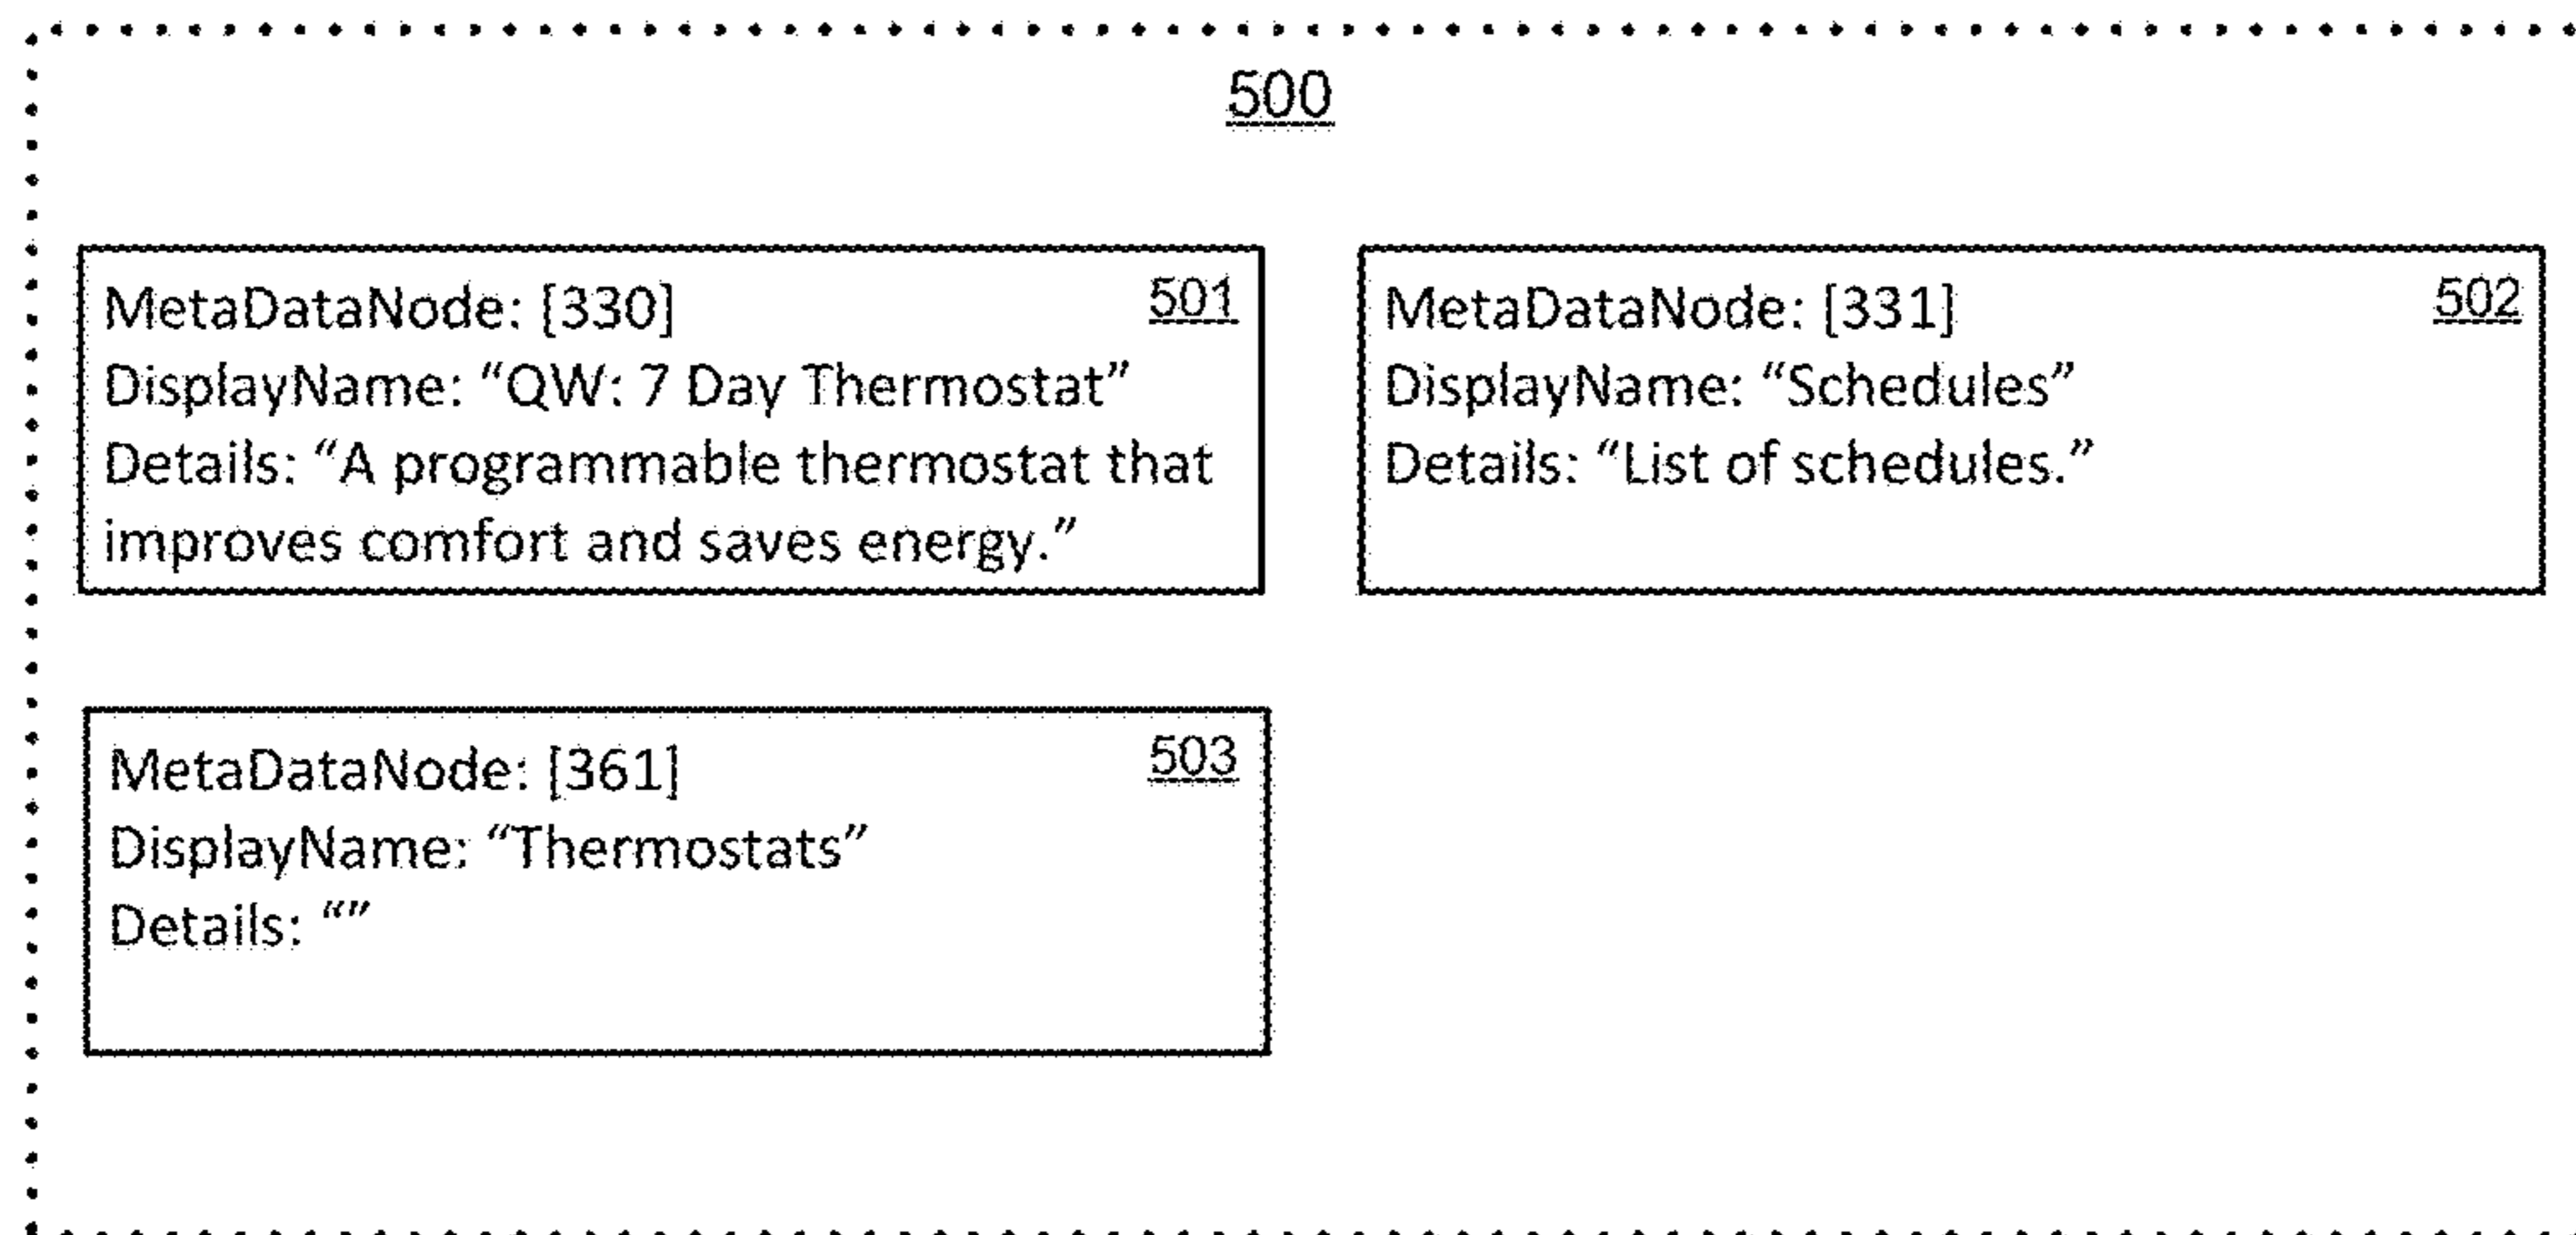 500
MetaDataNode: [330] 501
DisplayName: “QW: 7 Day Thermostat”
Details: “A programmable thermostat that
improves comfort and saves energy.”
MetaDataNode: [331] 502
DisplayName: “Schedules”
Details: “List of schedules.”
MetaDataNode: [361] 503
DisplayName: “Thermostats”
Details: “”